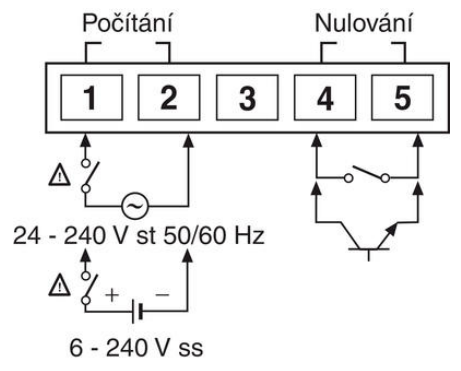 Počítání Nulování
1 2 3 4 5
24 - 240 V st 50/60 Hz
+ −
6 - 240 V ss